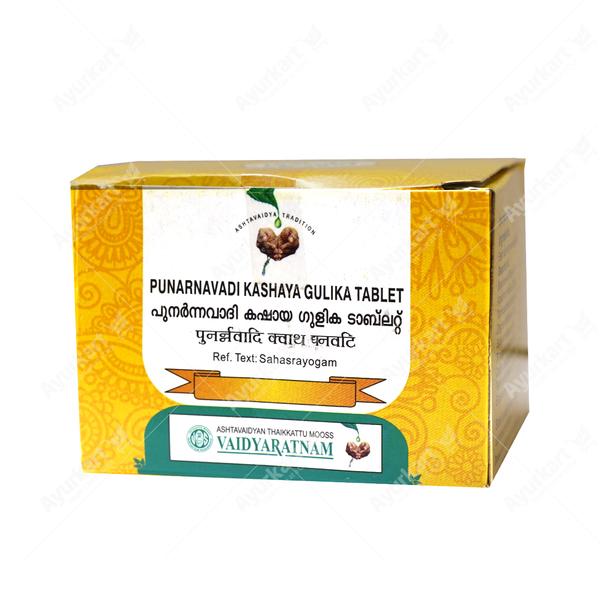 ASHTAVAIDYA TRADITION
PUNARNAVADI KASHAYA GULIKA TABLET
പുനർന്നവാദി കഷായ ഗുളിക ടാബ്‌ലറ്റ്
पुनर्न्नवादि क्वाथ घनवटि
Ref. Text: Sahasrayogam
ASHTAVAIDYAN THAIKKATTU MOOSS
VAIDYARATNAM
Ayurkart